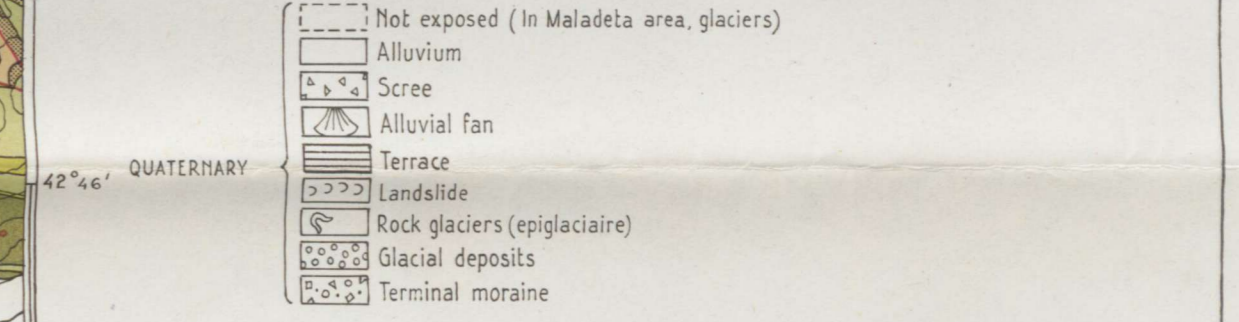 Not exposed (In Maladeta area, glaciers)
Alluvium
Scree
Alluvial fan
Terrace
QUATERNARY
42°46'
Landslide
Rock glaciers (epiglaciaire)
Glacial deposits
Terminal moraine